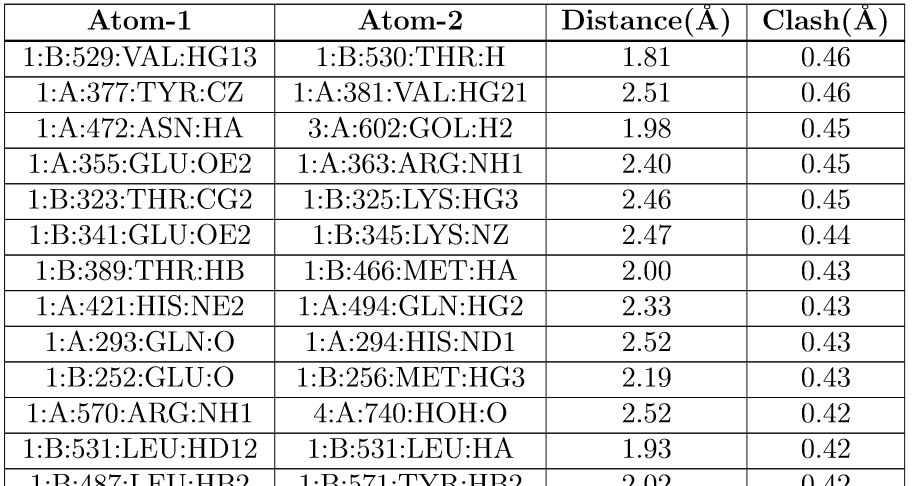 Atom-1 Atom-2 Distance(Å) Clash(Å)
1:B:529:VAL:HG13 1:B:530:THR:H 1.81 0.46
1:A:377:TYR:CZ 1:A:381:VAL:HG21 2.51 0.46
1:A:472:ASN:HA 3:A:602:GOL:H2 1.98 0.45
1:A:355:GLU:OE2 1:A:363:ARG:NH1 2.40 0.45
1:B:323:THR:CG2 1:B:325:LYS:HG3 2.46 0.45
1:B:341:GLU:OE2 1:B:345:LYS:NZ 2.47 0.44
1:B:389:THR:HB 1:B:466:MET:HA 2.00 0.43
1:A:421:HIS:NE2 1:A:494:GLN:HG2 2.33 0.43
1:A:293:GLN:O 1:A:294:HIS:ND1 2.52 0.43
1:B:252:GLU:O 1:B:256:MET:HG3 2.19 0.43
1:A:570:ARG:NH1 4:A:740:HOH:O 2.52 0.42
1:B:531:LEU:HD12 1:B:531:LEU:HA 1.93 0.42
1:B:487:LEU:HB2 1:B:571:TYR:HB2 2.02 0.42